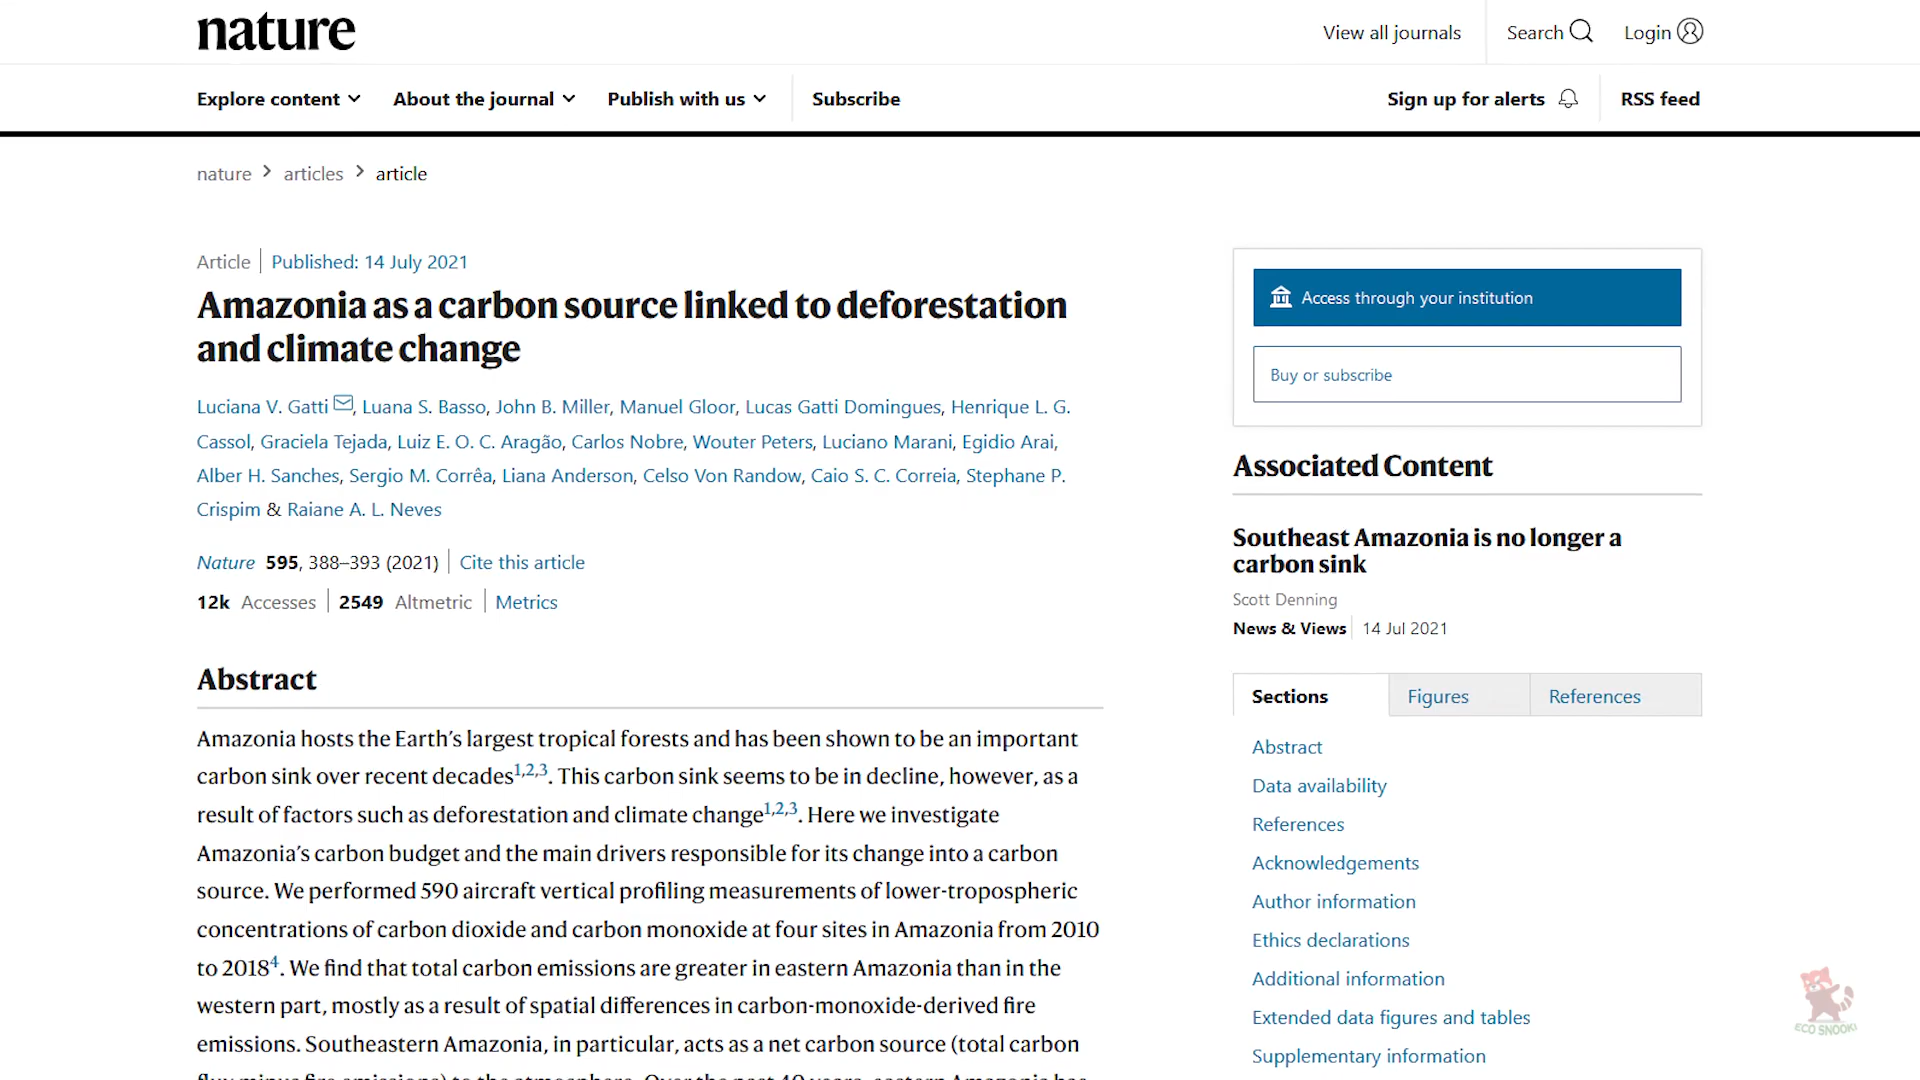 nature
View all journals
Search
Login
Explore content
About the journal
Publish with us
Subscribe
Sign up for alerts
RSS feed
nature > articles > article
Article | Published: 14 July 2021
Amazonia as a carbon source linked to deforestation
and climate change
Luciana V. Gatti, Luana S. Basso, John B. Miller, Manuel Gloor, Lucas Gatti Domingues, Henrique L. G.
Cassol, Graciela Tejada, Luiz E. O. C. Aragão, Carlos Nobre, Wouter Peters, Luciano Marani, Egidio Arai,
Alber H. Sanches, Sergio M. Corrêa, Liana Anderson, Celso Von Randow, Caio S. C. Correia, Stephane P.
Crispim & Raiane A. L. Neves
Nature 595, 388–393 (2021) | Cite this article
12k Accesses | 2549 Altmetric | Metrics
Abstract
Amazonia hosts the Earth’s largest tropical forests and has been shown to be an important
carbon sink over recent decades1,2,3. This carbon sink seems to be in decline, however, as a
result of factors such as deforestation and climate change1,2,3. Here we investigate
Amazonia’s carbon budget and the main drivers responsible for its change into a carbon
source. We performed 590 aircraft vertical profiling measurements of lower-tropospheric
concentrations of carbon dioxide and carbon monoxide at four sites in Amazonia from 2010
to 20184. We find that total carbon emissions are greater in eastern Amazonia than in the
western part, mostly as a result of spatial differences in carbon-monoxide-derived fire
emissions. Southeastern Amazonia, in particular, acts as a net carbon source (total carbon
Access through your institution
Buy or subscribe
Associated Content
Southeast Amazonia is no longer a
carbon sink
Scott Denning
News & Views | 14 Jul 2021
Sections
Figures
References
Abstract
Data availability
References
Acknowledgements
Author information
Ethics declarations
Additional information
Extended data figures and tables
Supplementary information
ECO SNOOKI